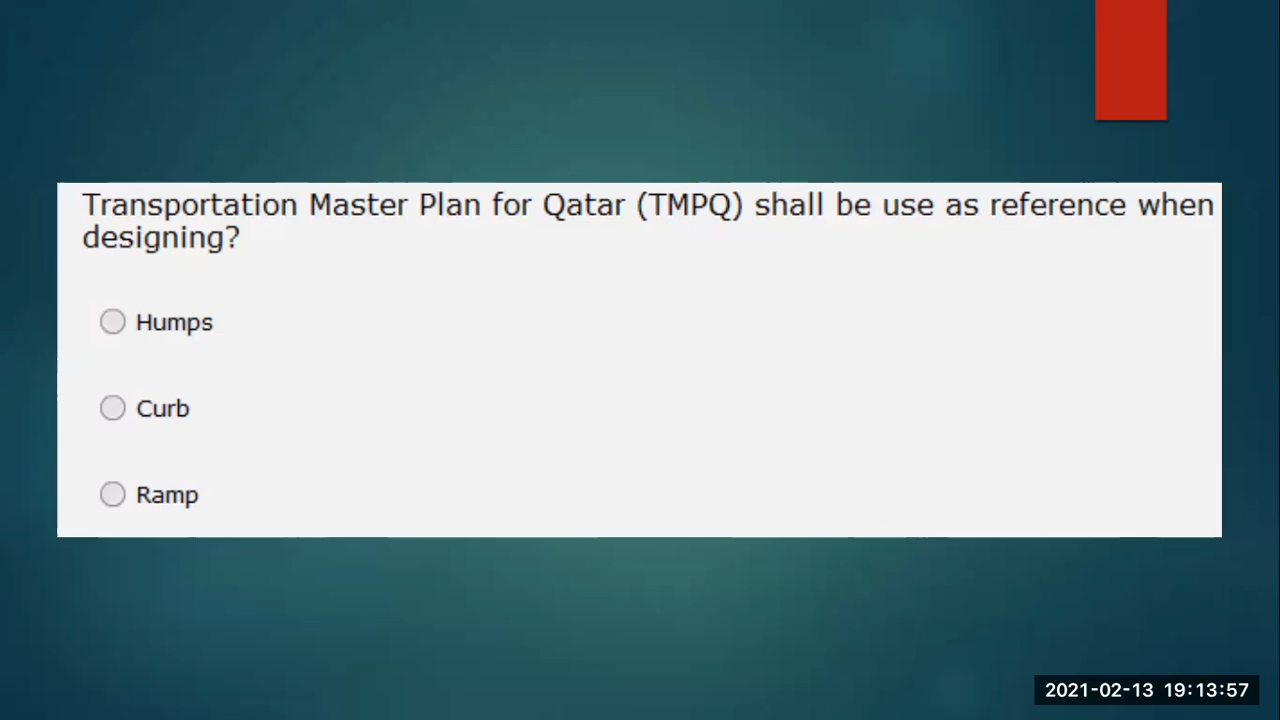 Transportation Master Plan for Qatar (TMPQ) shall be use as reference when
designing?
Humps
Curb
Ramp
2021-02-13 19:13:57